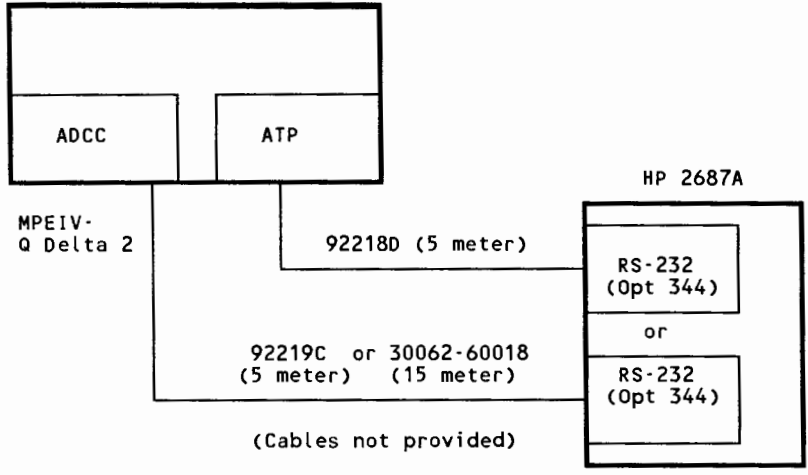 ADCC
ATP
HP 2687A
MPEIV-
Q Delta 2
92218D (5 meter)
RS-232
(Opt 344)
or
92219C or 30062-60018
(5 meter) (15 meter)
RS-232
(Opt 344)
(Cables not provided)